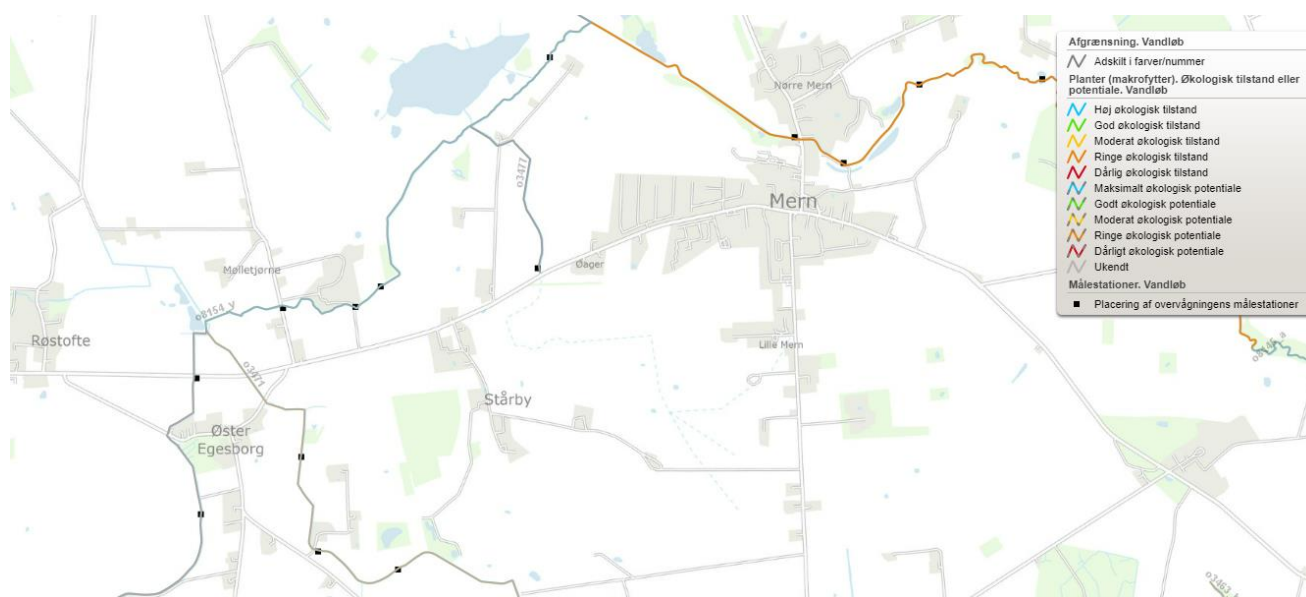 Afgrænsning. Vandløb
Adskilt i farver/nummer
Planter (makrofytter). Økologisk tilstand eller
potentiale. Vandløb
Høj økologisk tilstand
God økologisk tilstand
Moderat økologisk tilstand
Ringe økologisk tilstand
Dårlig økologisk tilstand
Maksimalt økologisk potentiale
Godt økologisk potentiale
Moderat økologisk potentiale
Ringe økologisk potentiale
Dårligt økologisk potentiale
Ukendt
Målestationer. Vandløb
Placering af overvågningens målestationer
Nørre Mern
o3477
Mern
Øager
Mølletjørne
o8154_y
Røstofte
Lille Mern
o3471
Stårby
Øster
Egesborg